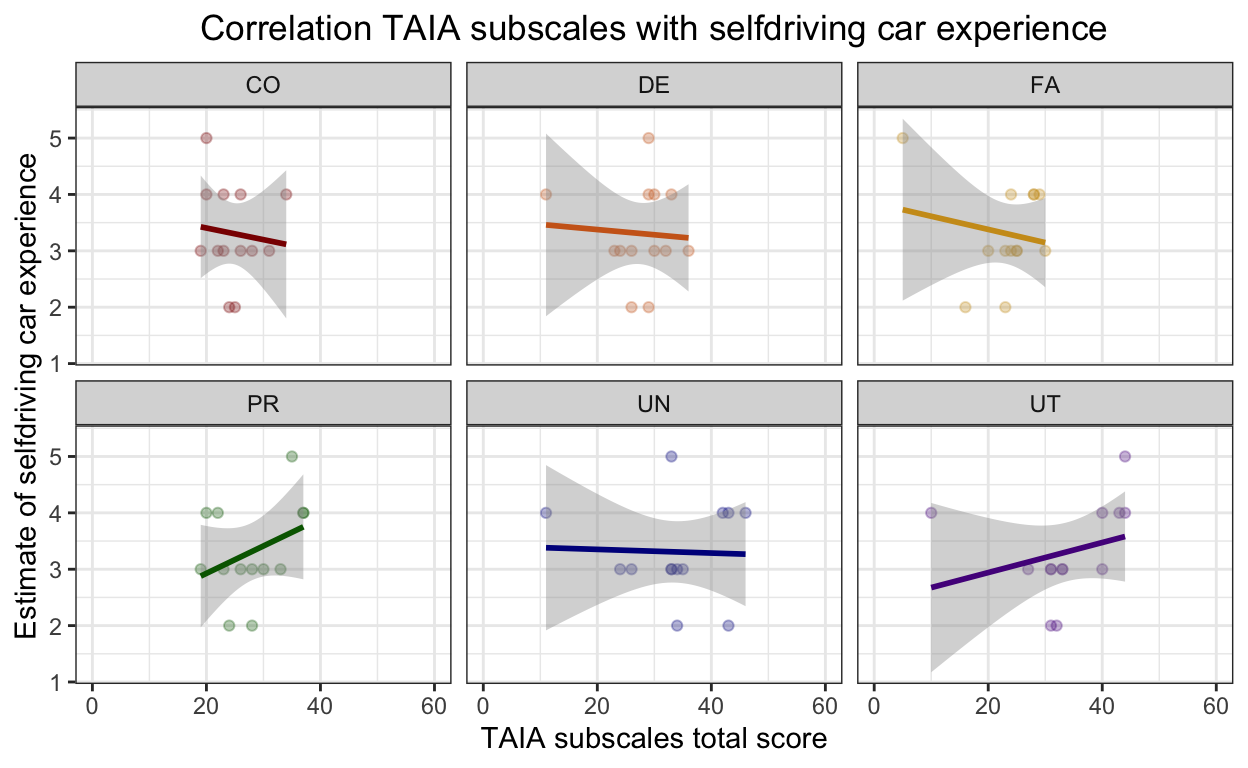 Correlation TAIA subscales with selfdriving car experience
CO DE FA
5
4
3
2
1
PR UN UT
5
4
3
2
1
0 20 40 60 0 20 40 60 0 20 40 60
TAIA subscales total score
Estimate of selfdriving car experience